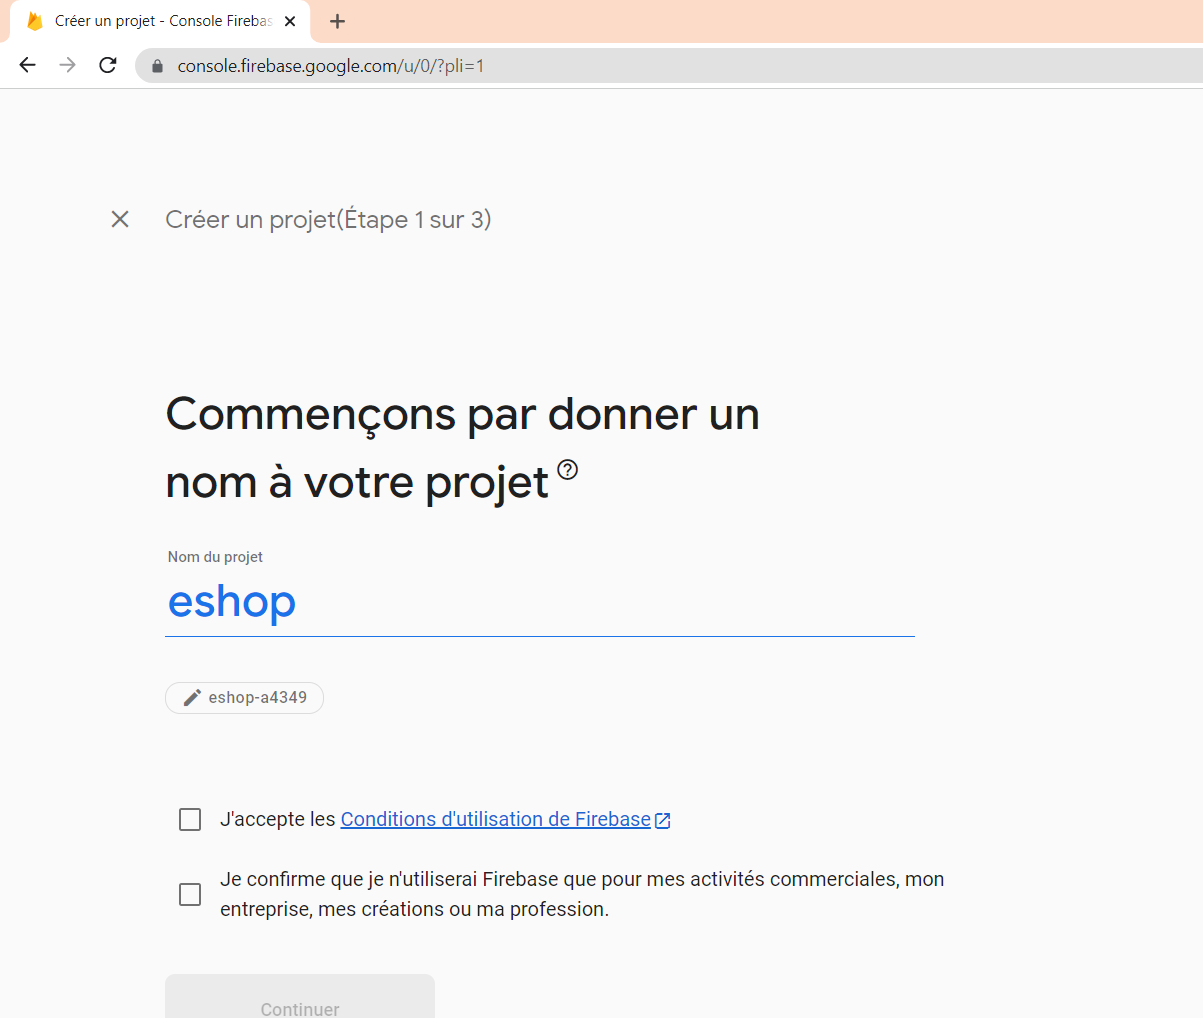 Créer un projet - Console Firebas
console.firebase.google.com/u/0/?pli=1
Créer un projet(Étape 1 sur 3)
Commençons par donner un
nom à votre projet
Nom du projet
eshop
eshop-a4349
J'accepte les Conditions d'utilisation de Firebase
Je confirme que je n'utiliserai Firebase que pour mes activités commerciales, mon
entreprise, mes créations ou ma profession.
Continuer